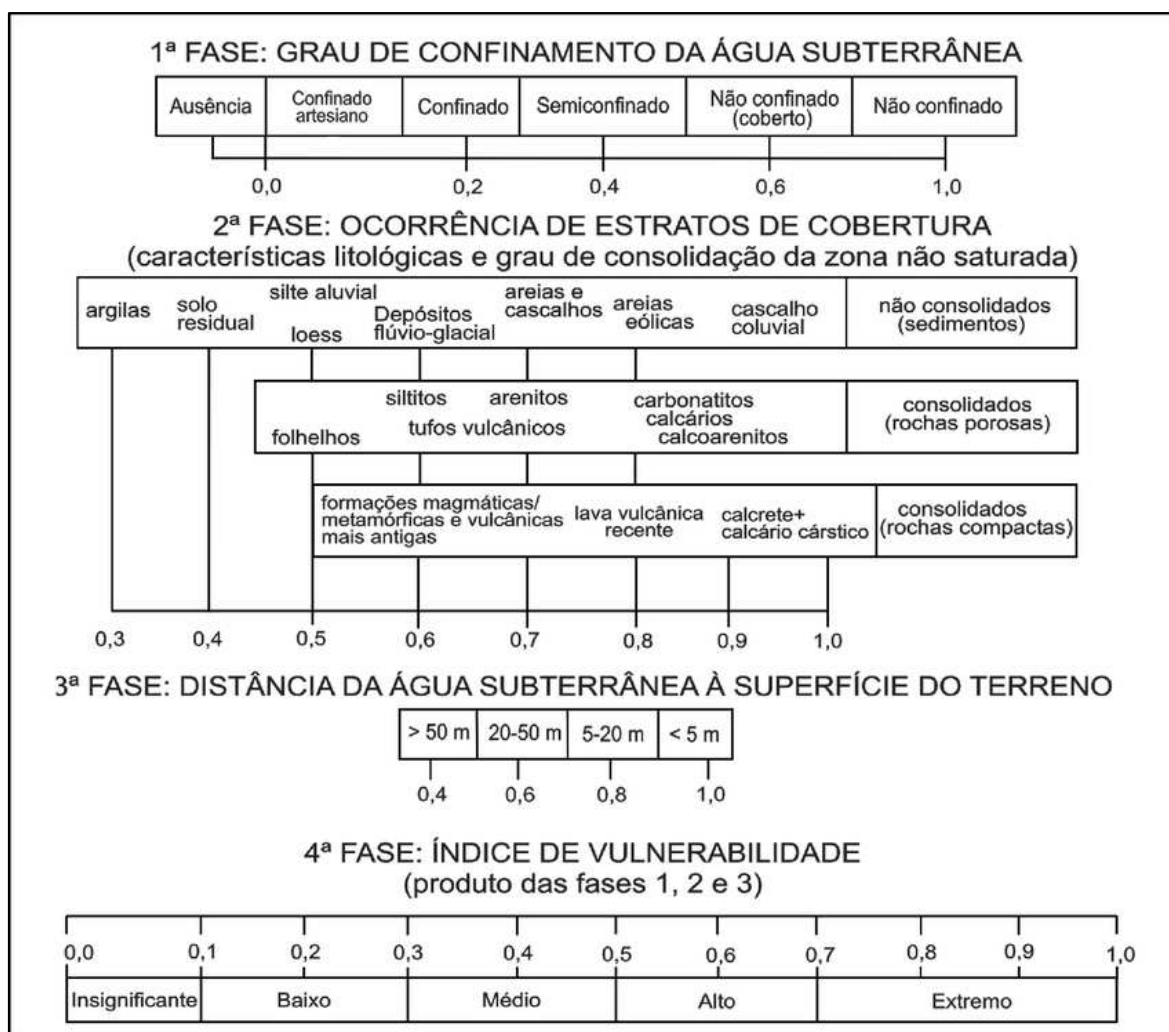 1ª FASE: GRAU DE CONFINAMENTO DA ÁGUA SUBTERRÂNEA
Ausência
Confinado
artesiano
Confinado
Semiconfinado
Não confinado
(coberto)
Não confinado
0,0 0,2 0,4 0,6 1,0
2ª FASE: OCORRÊNCIA DE ESTRATOS DE COBERTURA
(características litológicas e grau de consolidação da zona não saturada)
argilas
solo
residual
silte aluvial
loess
Depósitos
flúvio-glacial
areias e
cascalhos
areias
eólicas
cascalho
coluvial
não consolidados
(sedimentos)
folhelhos
siltitos
tufos vulcânicos
arenitos
carbonatitos
calcários
calcoarenitos
consolidados
(rochas porosas)
formações magmáticas/
metamórficas e vulcânicas
mais antigas
lava vulcânica
recente
calcrete+
calcário cárstico
consolidados
(rochas compactas)
0,3 0,4 0,5 0,6 0,7 0,8 0,9 1,0
3ª FASE: DISTÂNCIA DA ÁGUA SUBTERRÂNEA À SUPERFÍCIE DO TERRENO
> 50 m 20-50 m 5-20 m < 5 m
0,4 0,6 0,8 1,0
4ª FASE: ÍNDICE DE VULNERABILIDADE
(produto das fases 1, 2 e 3)
0,0 0,1 0,2 0,3 0,4 0,5 0,6 0,7 0,8 0,9 1,0
Insignificante Baixo Médio Alto Extremo